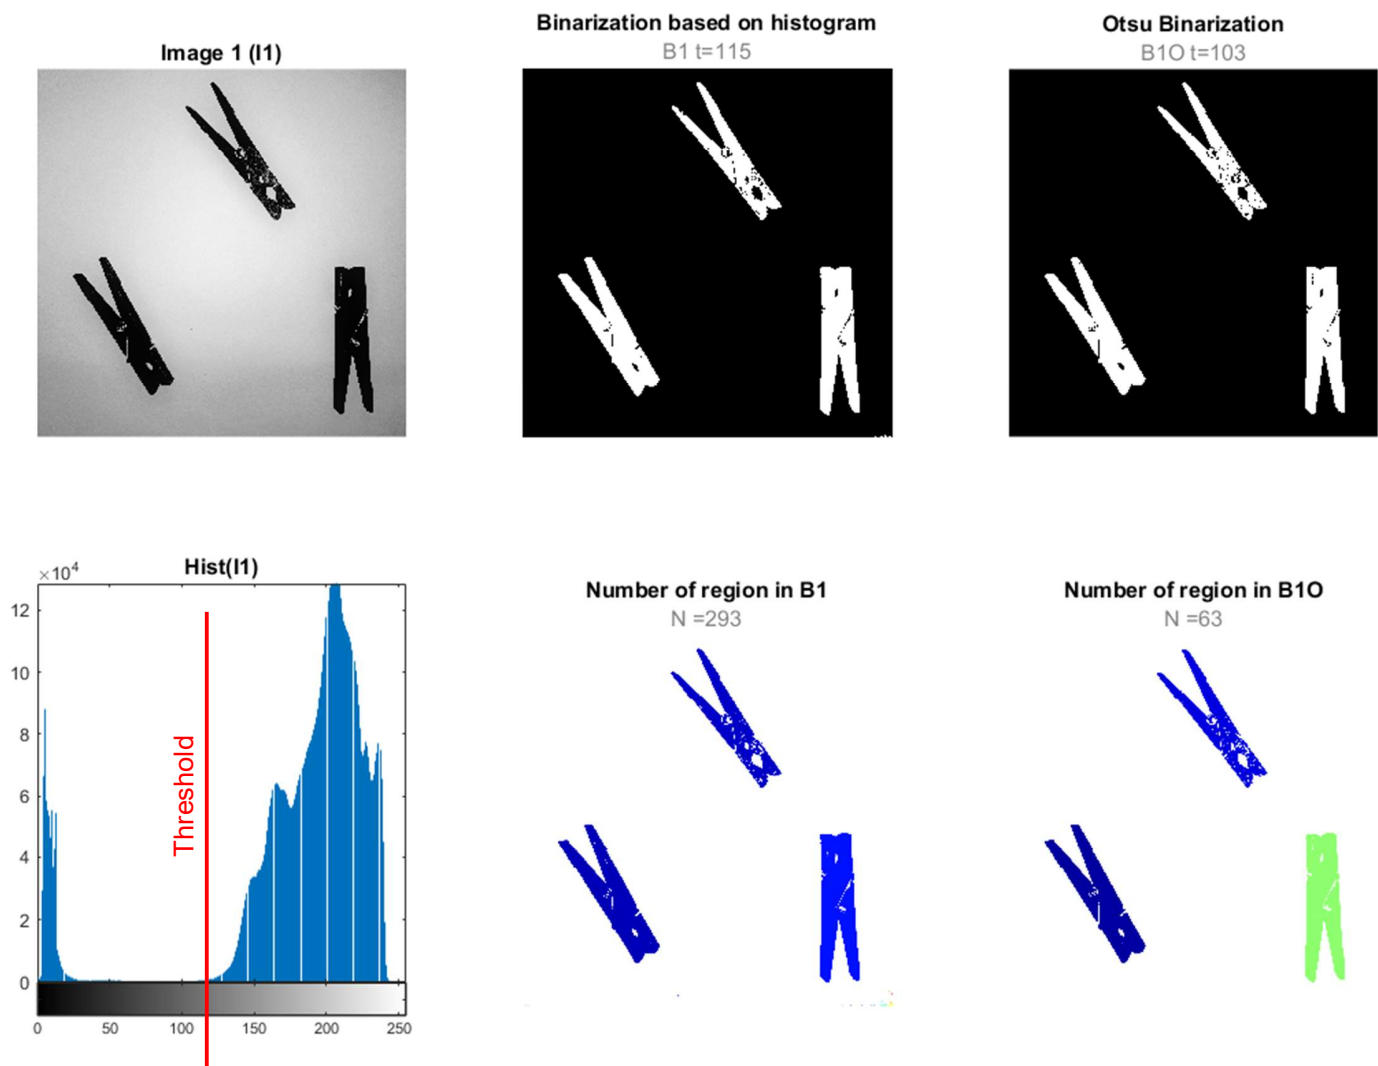 Image 1 (I1)
Binarization based on histogram
B1 t=115
Otsu Binarization
B1O t=103
Hist(I1)
×10⁴
12
10
8
6
4
2
0
Threshold
0 50 100 150 200 250
Number of region in B1
N =293
Number of region in B1O
N =63